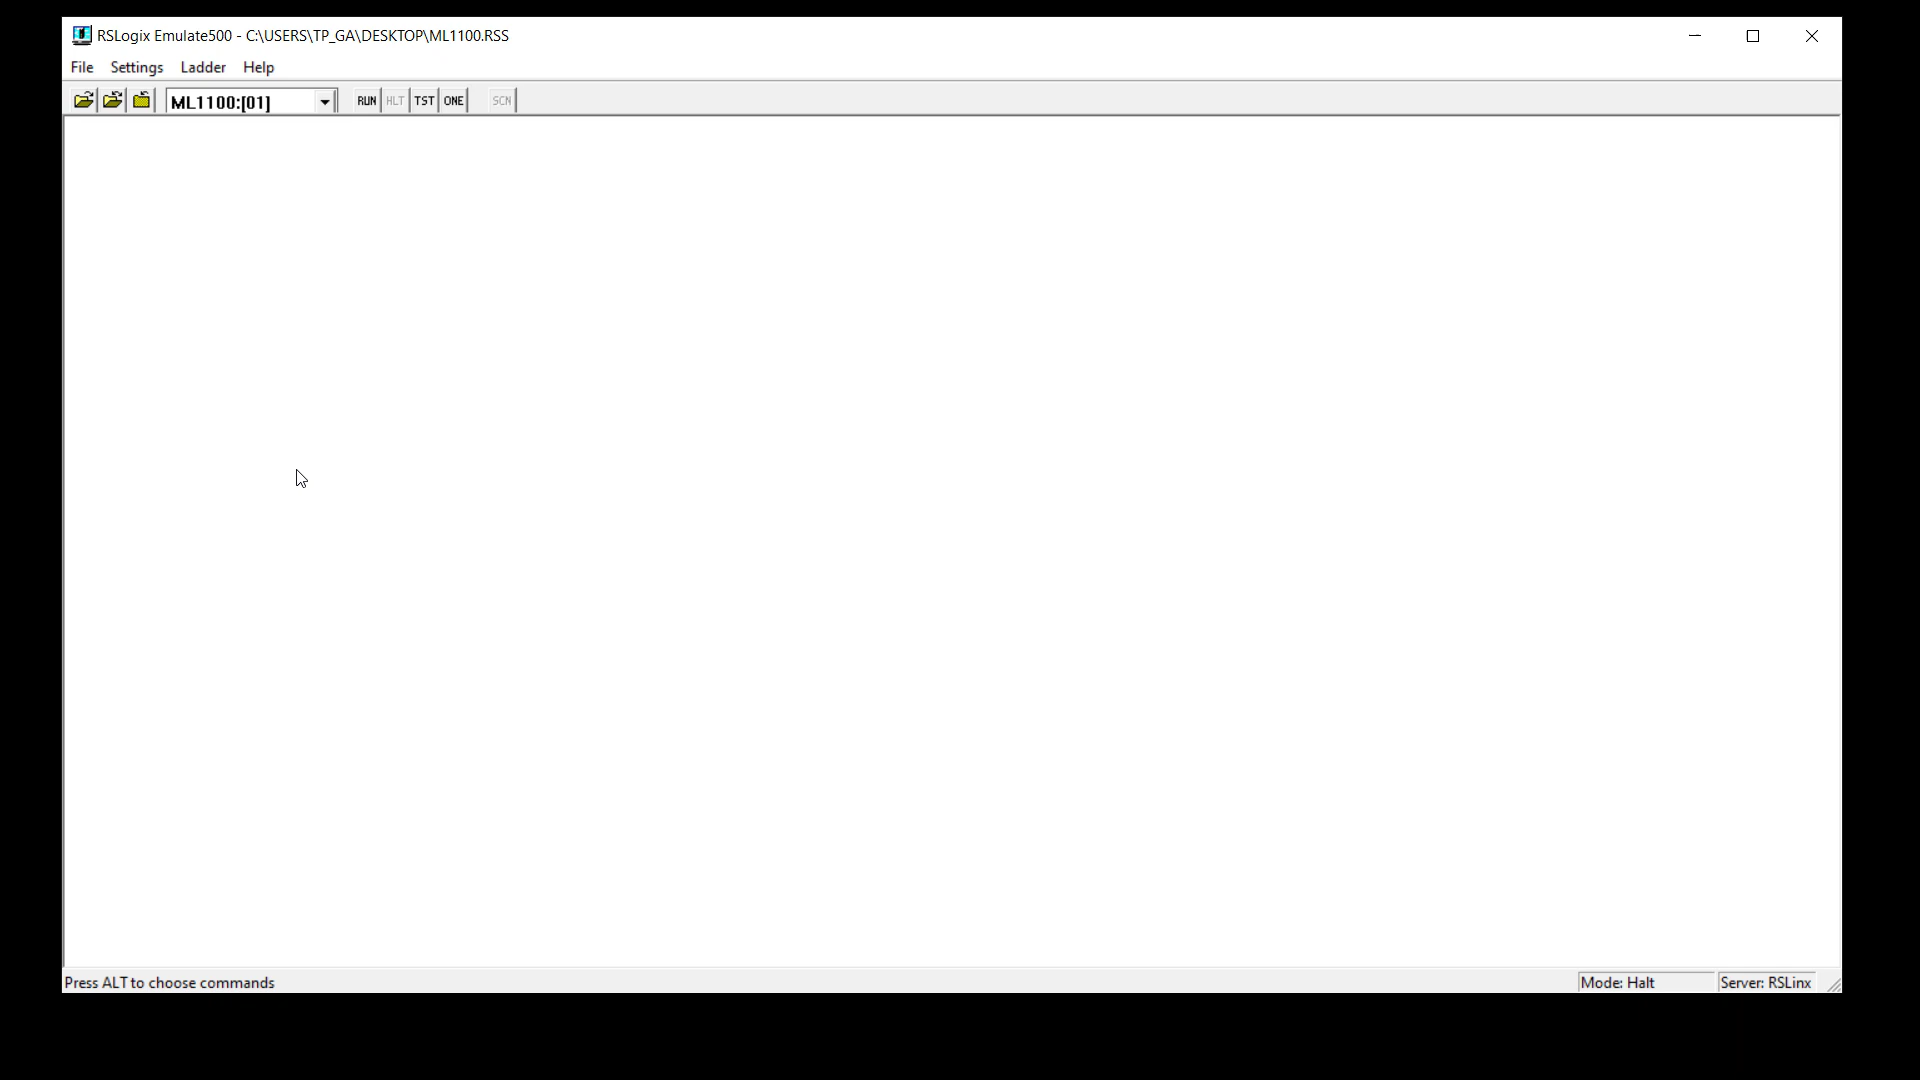 RSLogix Emulate500 - C:\USERS\TP_GA\DESKTOP\ML1100.RSS
File Settings Ladder Help
ML1100:[01] RUN HLT TST ONE SCN
Press ALT to choose commands Mode: Halt Server: RSLinx